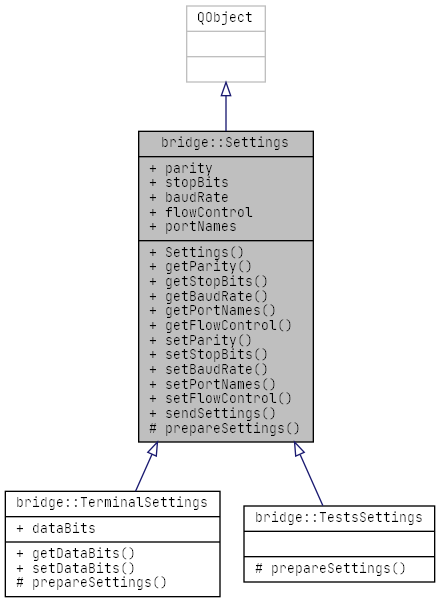 QObject
bridge::Settings
+ parity
+ stopBits
+ baudRate
+ flowControl
+ portNames
+ Settings()
+ getParity()
+ getStopBits()
+ getBaudRate()
+ getPortNames()
+ getFlowControl()
+ setParity()
+ setStopBits()
+ setBaudRate()
+ setPortNames()
+ setFlowControl()
+ sendSettings()
# prepareSettings()
bridge::TerminalSettings
+ dataBits
+ getDataBits()
+ setDataBits()
# prepareSettings()
bridge::TestsSettings
# prepareSettings()